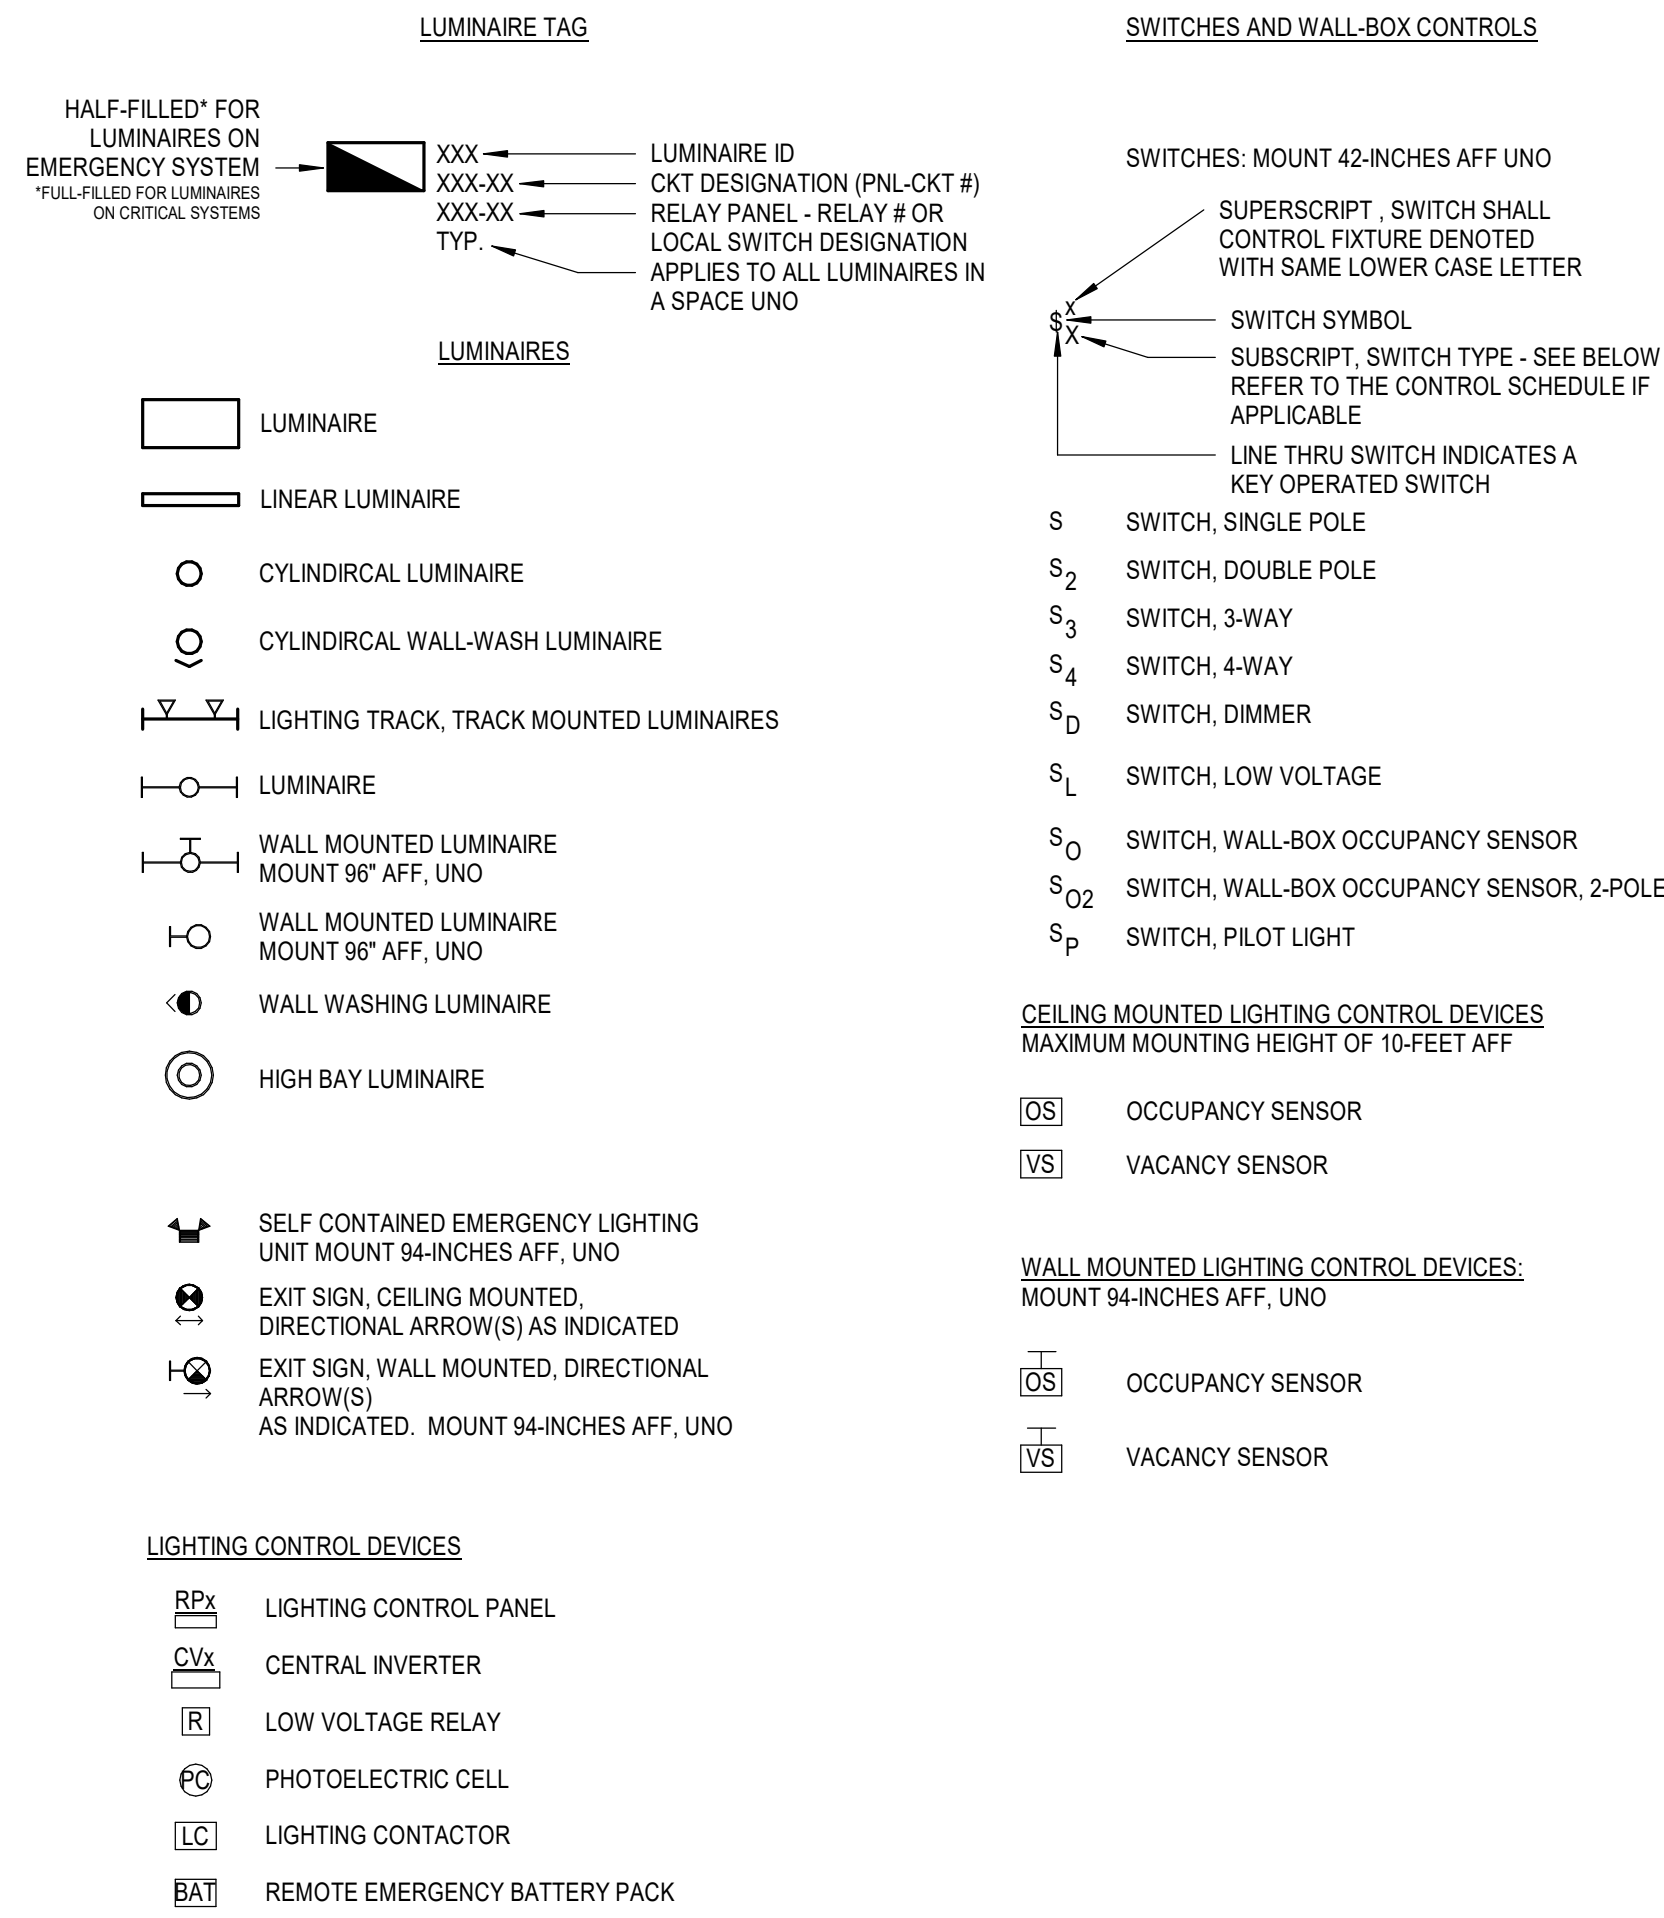 LUMINAIRE TAG
HALF-FILLED* FOR
LUMINAIRES ON
EMERGENCY SYSTEM
*FULL-FILLED FOR LUMINAIRES
ON CRITICAL SYSTEMS
XXX
XXX-XX
XXX-XX
TYP.
LUMINAIRE ID
CKT DESIGNATION (PNL-CKT #)
RELAY PANEL - RELAY # OR
LOCAL SWITCH DESIGNATION
APPLIES TO ALL LUMINAIRES IN
A SPACE UNO
LUMINAIRES
LUMINAIRE
LINEAR LUMINAIRE
CYLINDIRCAL LUMINAIRE
CYLINDIRCAL WALL-WASH LUMINAIRE
LIGHTING TRACK, TRACK MOUNTED LUMINAIRES
LUMINAIRE
WALL MOUNTED LUMINAIRE
MOUNT 96" AFF, UNO
WALL MOUNTED LUMINAIRE
MOUNT 96" AFF, UNO
WALL WASHING LUMINAIRE
HIGH BAY LUMINAIRE
SELF CONTAINED EMERGENCY LIGHTING
UNIT MOUNT 94-INCHES AFF, UNO
EXIT SIGN, CEILING MOUNTED,
DIRECTIONAL ARROW(S) AS INDICATED
EXIT SIGN, WALL MOUNTED, DIRECTIONAL
ARROW(S)
AS INDICATED. MOUNT 94-INCHES AFF, UNO
LIGHTING CONTROL DEVICES
RPx LIGHTING CONTROL PANEL
CVx CENTRAL INVERTER
R LOW VOLTAGE RELAY
PC PHOTOELECTRIC CELL
LC LIGHTING CONTACTOR
BAT REMOTE EMERGENCY BATTERY PACK
SWITCHES AND WALL-BOX CONTROLS
SWITCHES: MOUNT 42-INCHES AFF UNO
SUPERSCRIPT , SWITCH SHALL
CONTROL FIXTURE DENOTED
WITH SAME LOWER CASE LETTER
$ x X
SWITCH SYMBOL
SUBSCRIPT, SWITCH TYPE - SEE BELOW
REFER TO THE CONTROL SCHEDULE IF
APPLICABLE
LINE THRU SWITCH INDICATES A
KEY OPERATED SWITCH
S SWITCH, SINGLE POLE
S2 SWITCH, DOUBLE POLE
S3 SWITCH, 3-WAY
S4 SWITCH, 4-WAY
SD SWITCH, DIMMER
SL SWITCH, LOW VOLTAGE
SO SWITCH, WALL-BOX OCCUPANCY SENSOR
SO2 SWITCH, WALL-BOX OCCUPANCY SENSOR, 2-POLE
SP SWITCH, PILOT LIGHT
CEILING MOUNTED LIGHTING CONTROL DEVICES
MAXIMUM MOUNTING HEIGHT OF 10-FEET AFF
OS OCCUPANCY SENSOR
VS VACANCY SENSOR
WALL MOUNTED LIGHTING CONTROL DEVICES:
MOUNT 94-INCHES AFF, UNO
OS OCCUPANCY SENSOR
VS VACANCY SENSOR